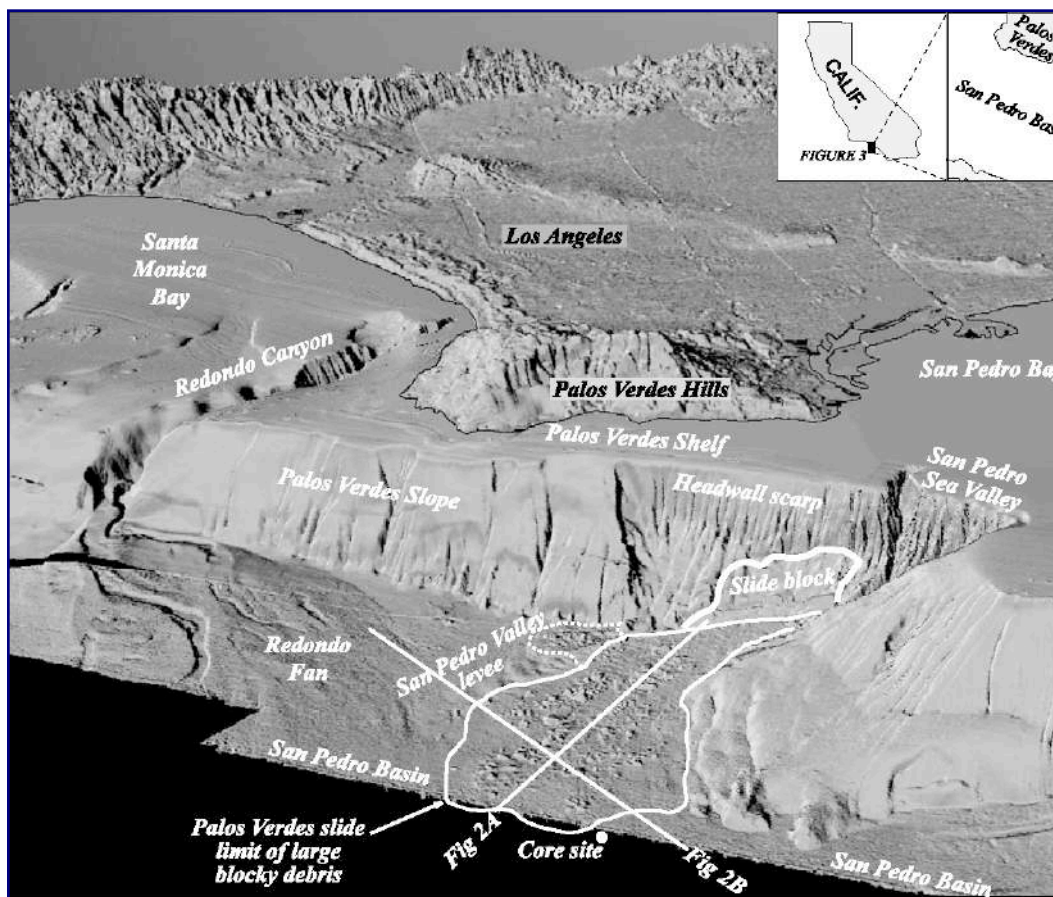 CALIF.
FIGURE 3
Palos
Verdes
San Pedro Bas
Santa
Monica
Bay
Los Angeles
Redondo Canyon
Palos Verdes Hills
San Pedro Ba
Palos Verdes Shelf
San Pedro
Sea Valley
Palos Verdes Slope
Headwall scarp
Slide block
San Pedro Valley
levee
Redondo
Fan
San Pedro Basin
Palos Verdes slide
limit of large
blocky debris
Fig 2A
Core site
Fig 2B
San Pedro Basin